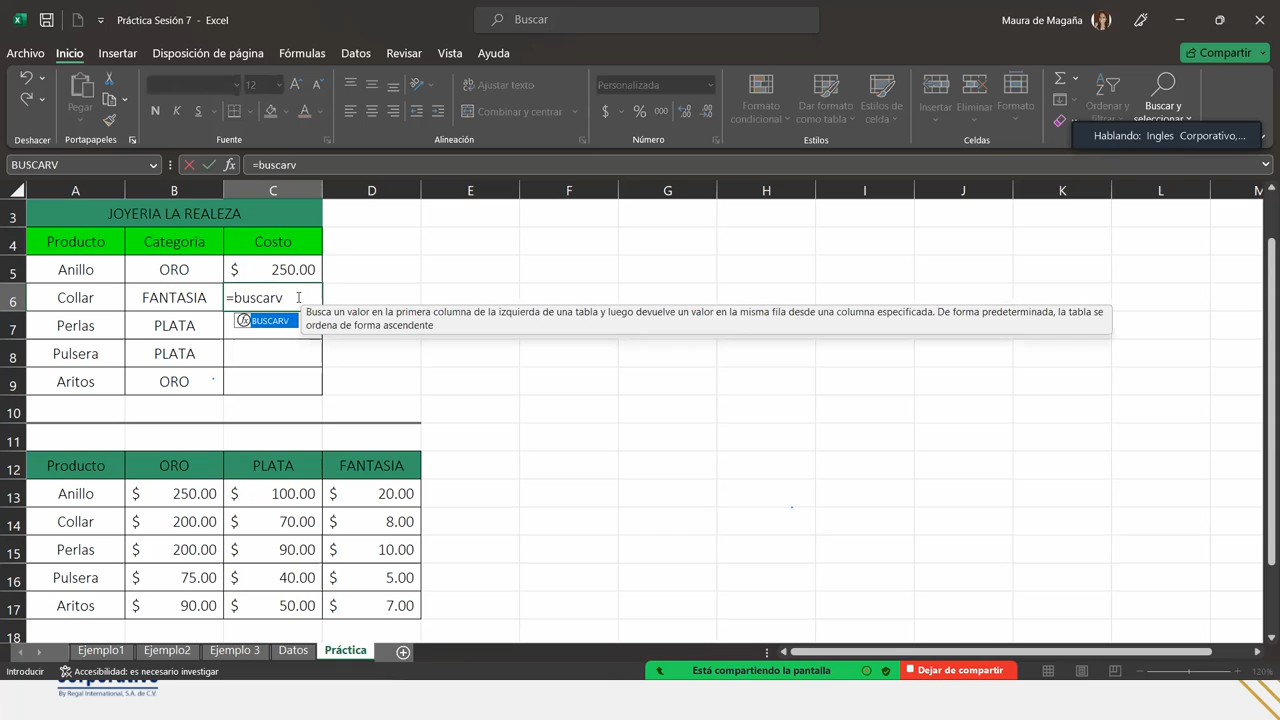 Práctica Sesión 7 - Excel
Buscar
Maura de Magaña
Archivo Inicio Insertar Disposición de página Fórmulas Datos Revisar Vista Ayuda
Compartir
12
Ajustar texto
Personalizada
Pegar
Combinar y centrar
Formato condicional
Dar formato como tabla
Estilos de celda
Insertar Eliminar Formato
Ordenar y filtrar
Buscar y seleccionar
Hablando: Ingles Corporativo,...
Deshacer Portapapeles Fuente Alineación Número Estilos Celdas
BUSCARV
=buscarv
A B C D E F G H I J K L M
3 JOYERIA LA REALEZA
4 Producto Categoria Costo
5 Anillo ORO $ 250.00
6 Collar FANTASIA =buscarv
Busca un valor en la primera columna de la izquierda de una tabla y luego devuelve un valor en la misma fila desde una columna especificada. De forma predeterminada, la tabla se
ordena de forma ascendente
BUSCARV
7 Perlas PLATA
8 Pulsera PLATA
9 Aritos ORO
10
11
12 Producto ORO PLATA FANTASIA
13 Anillo $ 250.00 $ 100.00 $ 20.00
14 Collar $ 200.00 $ 70.00 $ 8.00
15 Perlas $ 200.00 $ 90.00 $ 10.00
16 Pulsera $ 75.00 $ 40.00 $ 5.00
17 Aritos $ 90.00 $ 50.00 $ 7.00
18
Ejemplo1 Ejemplo2 Ejemplo 3 Datos Práctica
Introducir Accesibilidad: es necesario investigar
Está compartiendo la pantalla
Dejar de compartir
120%
By Regal International, S.A. de C.V.